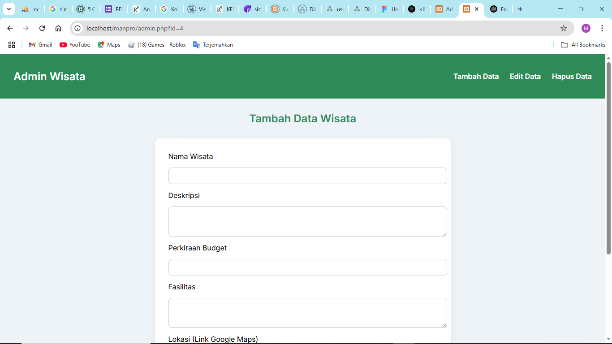 localhost/manpro/admin.php?id=4
Gmail YouTube Maps (18) Games - Roblox Terjemahkan All Bookmarks
Admin Wisata
Tambah Data Edit Data Hapus Data
Tambah Data Wisata
Nama Wisata
Deskripsi
Perkiraan Budget
Fasilitas
Lokasi (Link Google Maps)